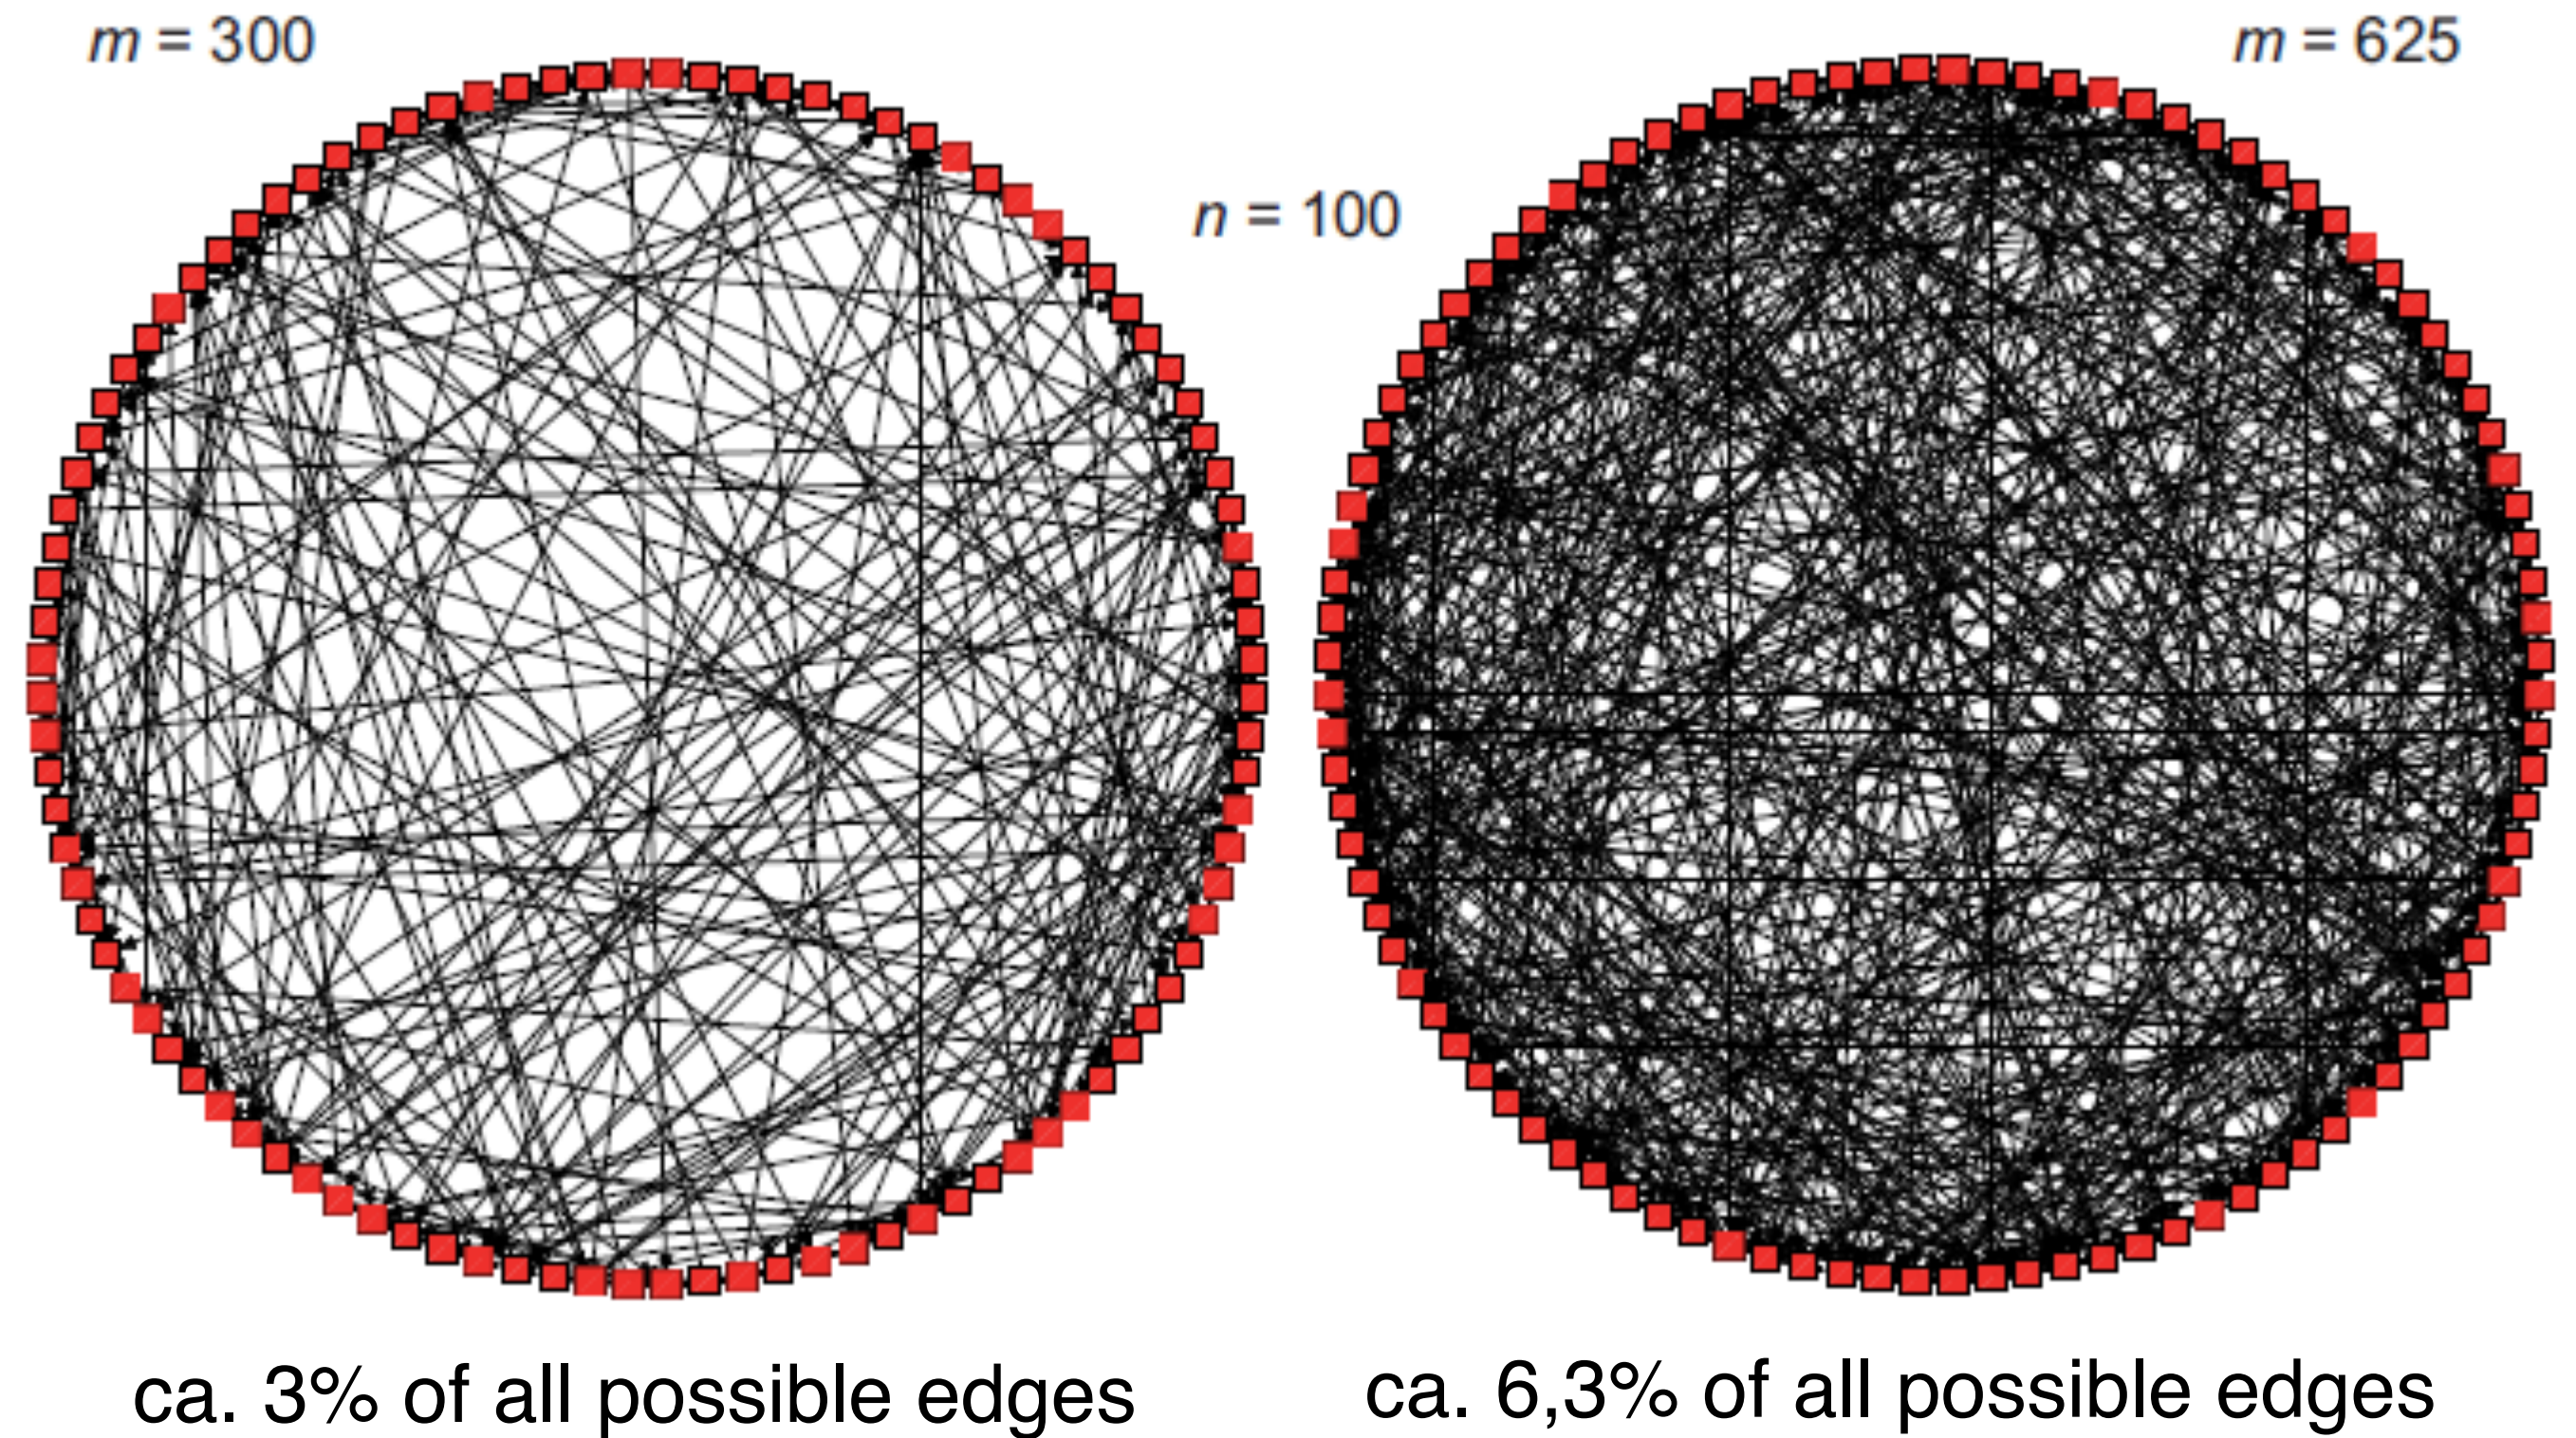 m = 300
m = 625
n = 100
ca. 3% of all possible edges
ca. 6,3% of all possible edges